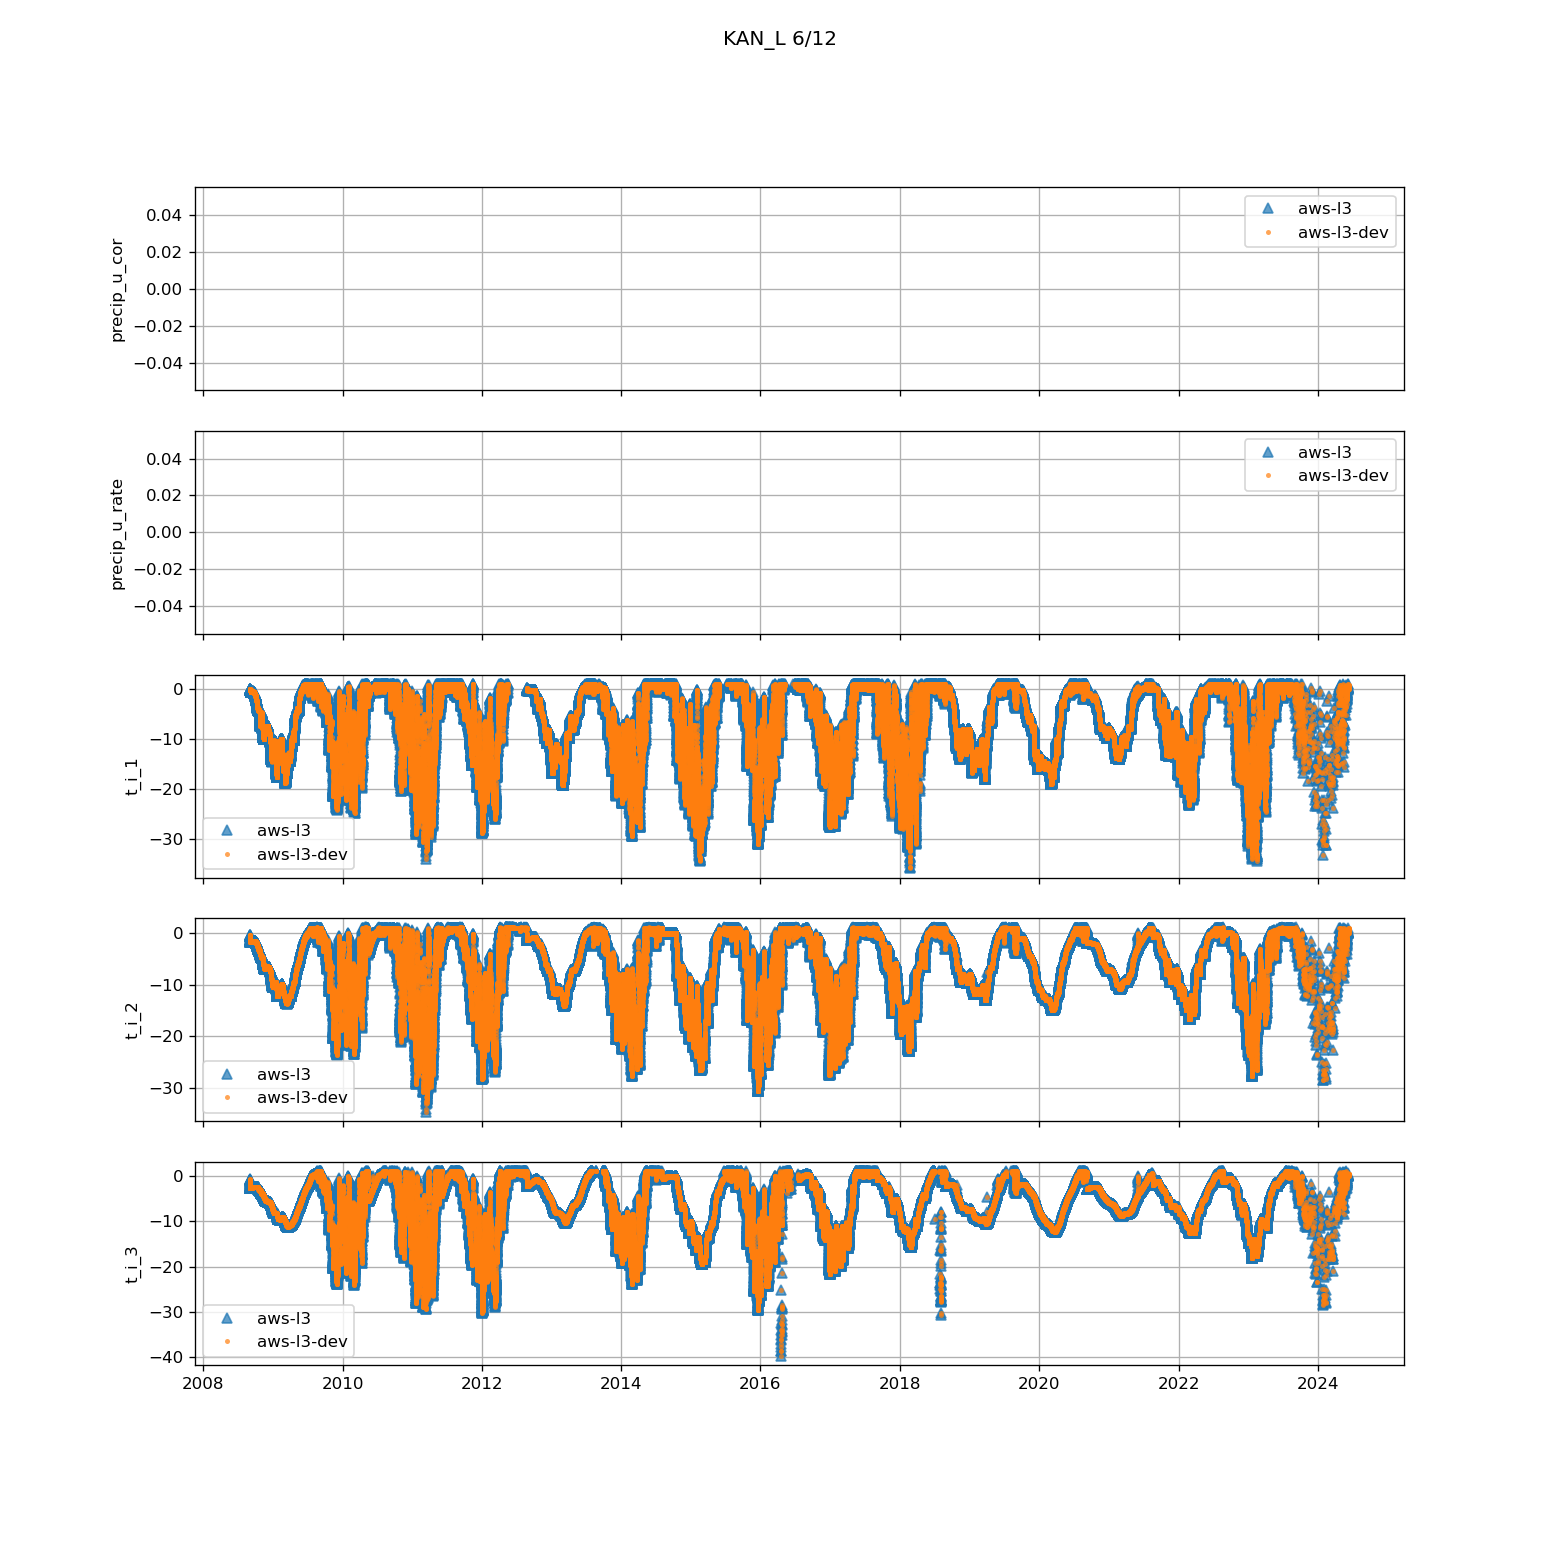 KAN_L 6/12
0.04
0.02
0.00
−0.02
−0.04
precip_u_cor
aws-l3
aws-l3-dev
0.04
0.02
0.00
−0.02
−0.04
precip_u_rate
aws-l3
aws-l3-dev
0
−10
−20
−30
t_i_1
aws-l3
aws-l3-dev
0
−10
−20
−30
t_i_2
aws-l3
aws-l3-dev
0
−10
−20
−30
−40
t_i_3
aws-l3
aws-l3-dev
2008 2010 2012 2014 2016 2018 2020 2022 2024